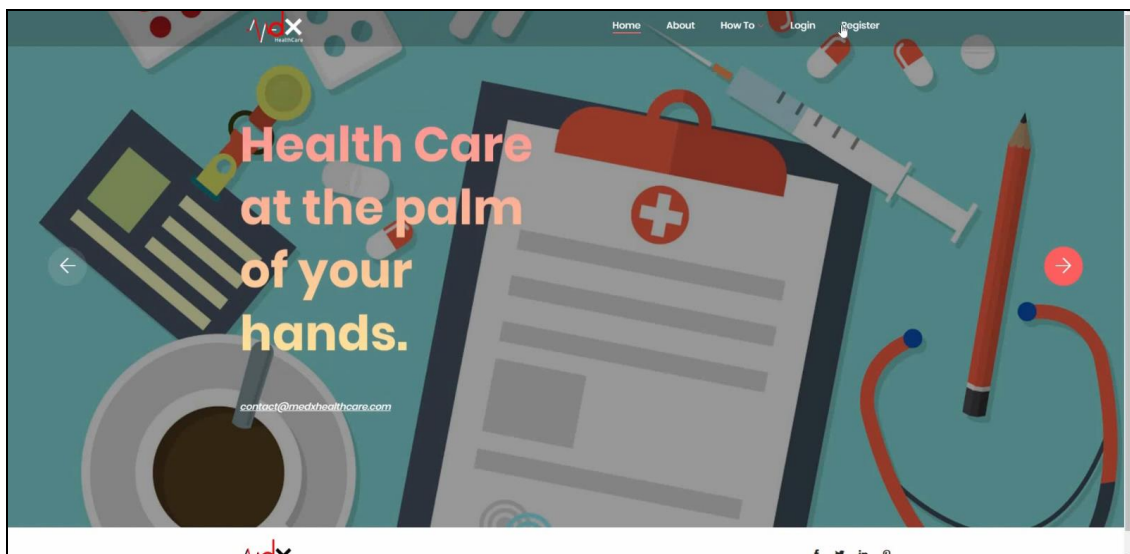 HealthCare
Home About How To Login Register
Health Care
at the palm
of your
hands.
contact@medxhealthcare.com